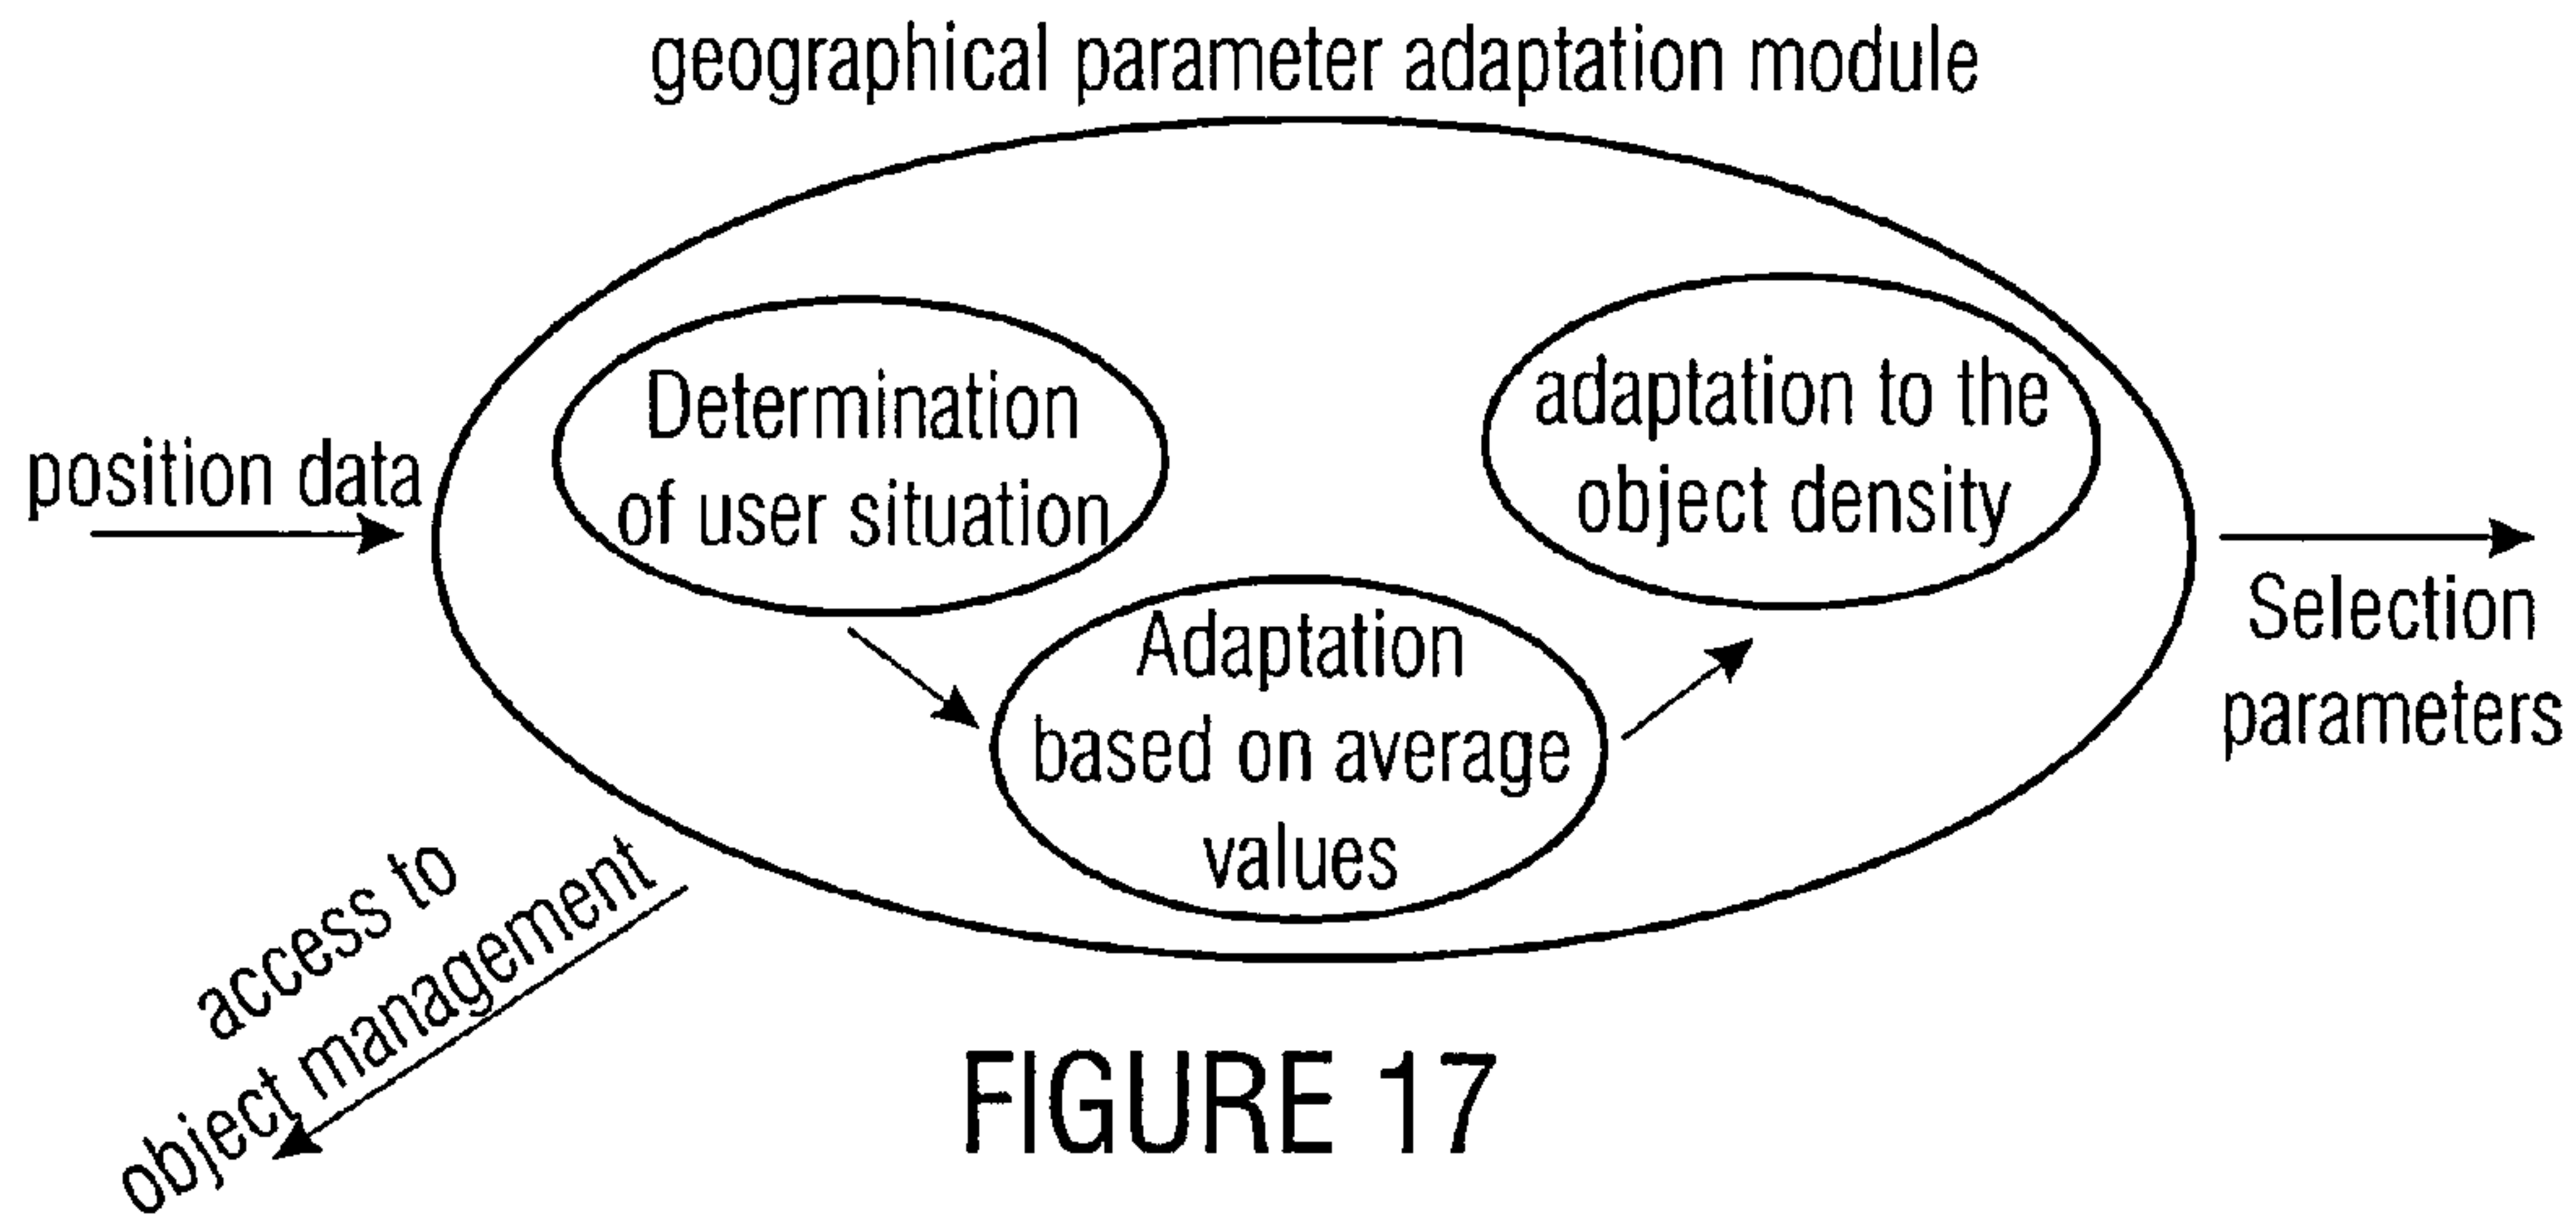 geographical parameter adaptation module
position data
Determination
of user situation
adaptation to the
object density
Adaptation
based on average
values
Selection
parameters
access to
object management
FIGURE 17